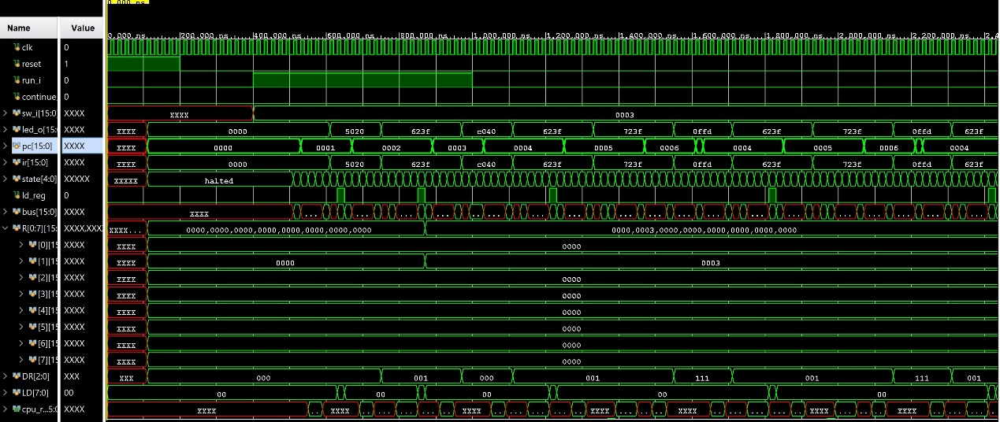 0.000 ns
Name Value
0.000 ns 200.000 ns 400.000 ns 600.000 ns 800.000 ns 1,000.000 ns 1,200.000 ns 1,400.000 ns 1,600.000 ns 1,800.000 ns 2,000.000 ns 2,200.000 ns 2,4
clk 0
reset 1
run_i 0
continue_ 0
sw_i[15:0] XXXX XXXX 0003
led_o[15: XXXX XXXX 0000 5020 623f c040 623f 723f 0ffd 623f 723f 0ffd 623f
pc[15:0] XXXX XXXX 0000 0001 0002 0003 0004 0005 0006 0004 0005 0006 0004
ir[15:0] XXXX XXXX 0000 5020 623f c040 623f 723f 0ffd 623f 723f 0ffd 623f
state[4:0] XXXXX XXXXX halted
ld_reg 0
bus[15:0] XXXX XXXX ... ... ... ... ... ... ... ... ... ... ... ... ... ... ...
R[0:7][15: XXXX,XXX XXXX... 0000,0000,0000,0000,0000,0000,0000,0000 0000,0003,0000,0000,0000,0000,0000,0000
[0][15 XXXX XXXX 0000
[1][15 XXXX XXXX 0000 0003
[2][15 XXXX XXXX 0000
[3][15 XXXX XXXX 0000
[4][15 XXXX XXXX 0000
[5][15 XXXX XXXX 0000
[6][15 XXXX XXXX 0000
[7][15 XXXX XXXX 0000
DR[2:0] XXX XXX 000 001 000 001 111 001 111 001
LD[7:0] 00 00 00 00 00 00
cpu_r...5:0 XXXX XXXX XXXX XXXX XXXX XXXX XXXX XXXX